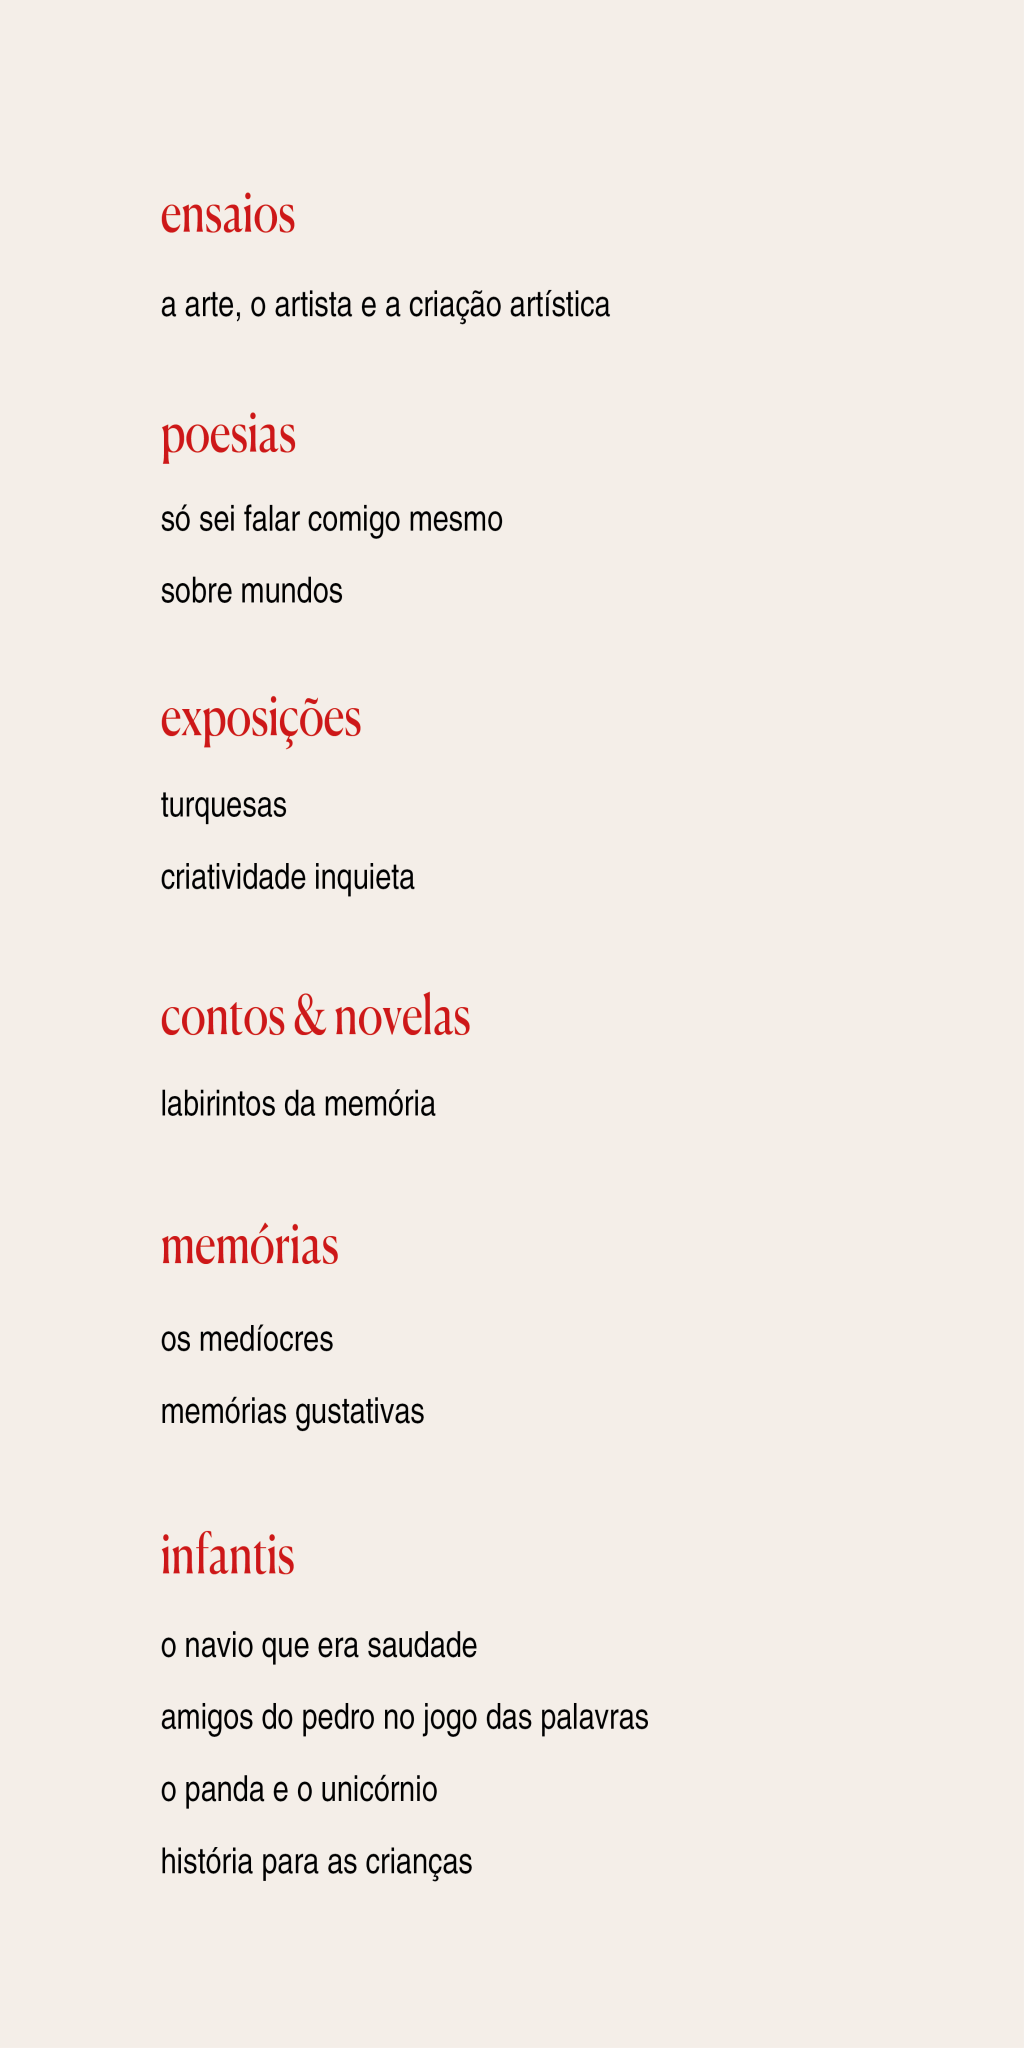 ensaios
a arte, o artista e a criação artística
poesias
só sei falar comigo mesmo
sobre mundos
exposições
turquesas
criatividade inquieta
contos & novelas
labirintos da memória
memórias
os medíocres
memórias gustativas
infantis
o navio que era saudade
amigos do pedro no jogo das palavras
o panda e o unicórnio
história para as crianças